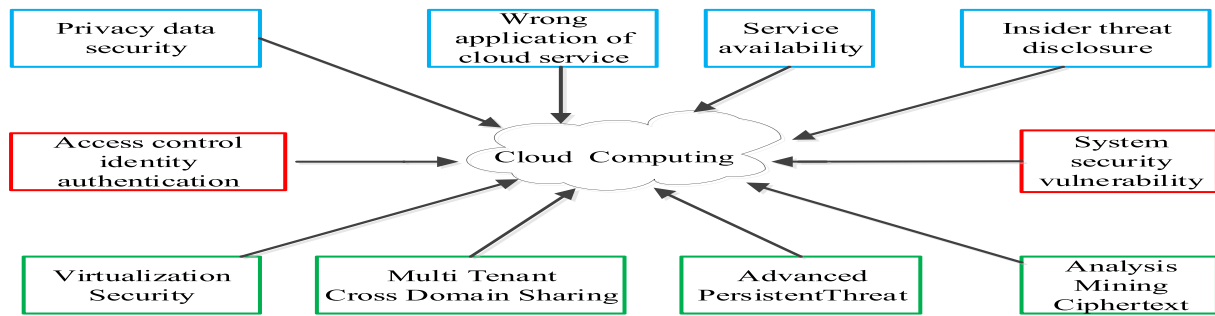 Privacy data
security
Wrong
application of
cloud service
Service
availability
Insider threat
disclosure
Access control
identity
authentication
Cloud Computing
System
security
vulnerability
Virtualization
Security
Multi Tenant
Cross Domain Sharing
Advanced
PersistentThreat
Analysis
Mining
Ciphertext